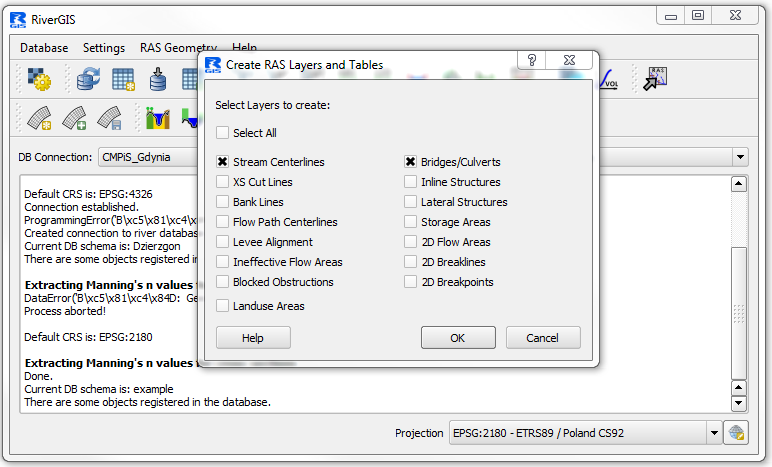 RiverGIS
Database Settings RAS Geometry Help
Create RAS Layers and Tables
Select Layers to create:
Select All
Stream Centerlines
Bridges/Culverts
XS Cut Lines
Inline Structures
Bank Lines
Lateral Structures
Flow Path Centerlines
Storage Areas
Levee Alignment
2D Flow Areas
Ineffective Flow Areas
2D Breaklines
Blocked Obstructions
2D Breakpoints
Landuse Areas
Help
OK
Cancel
VOL
RAS
DB Connection: CMPiS_Gdynia
Default CRS is: EPSG:4326
Connection established.
ProgrammingError('B\xc5\x81\xc4\x
Created connection to river databas
Current DB schema is: Dzierzgon
There are some objects registered in
Extracting Manning's n values
DataError('B\xc5\x81\xc4\x84D: Ge
Process aborted!
Default CRS is: EPSG:2180
Extracting Manning's n values
Done.
Current DB schema is: example
There are some objects registered in the database.
Projection EPSG:2180 - ETRS89 / Poland CS92